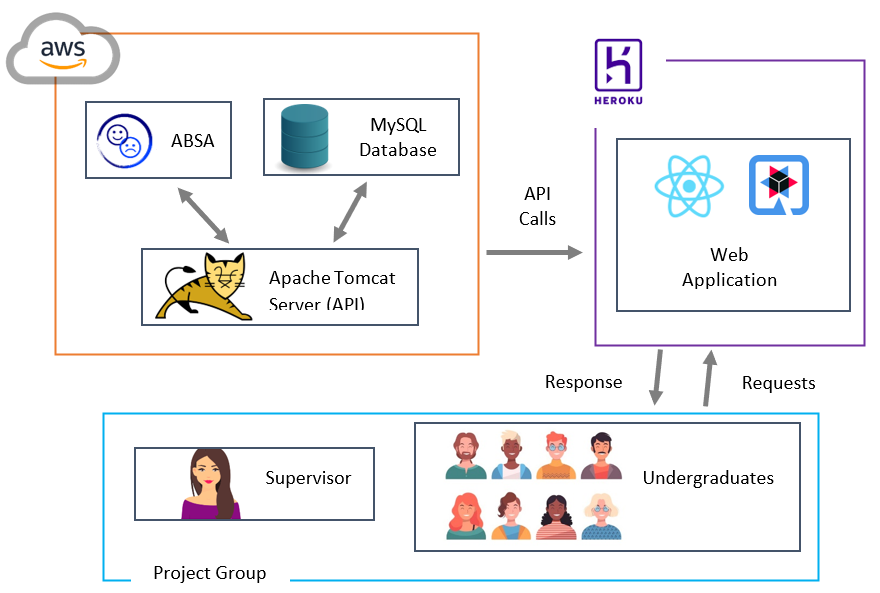 aws
HEROKU
ABSA
MySQL
Database
API
Calls
Apache Tomcat
Server (API)
Web
Application
Response
Requests
Supervisor
Undergraduates
Project Group